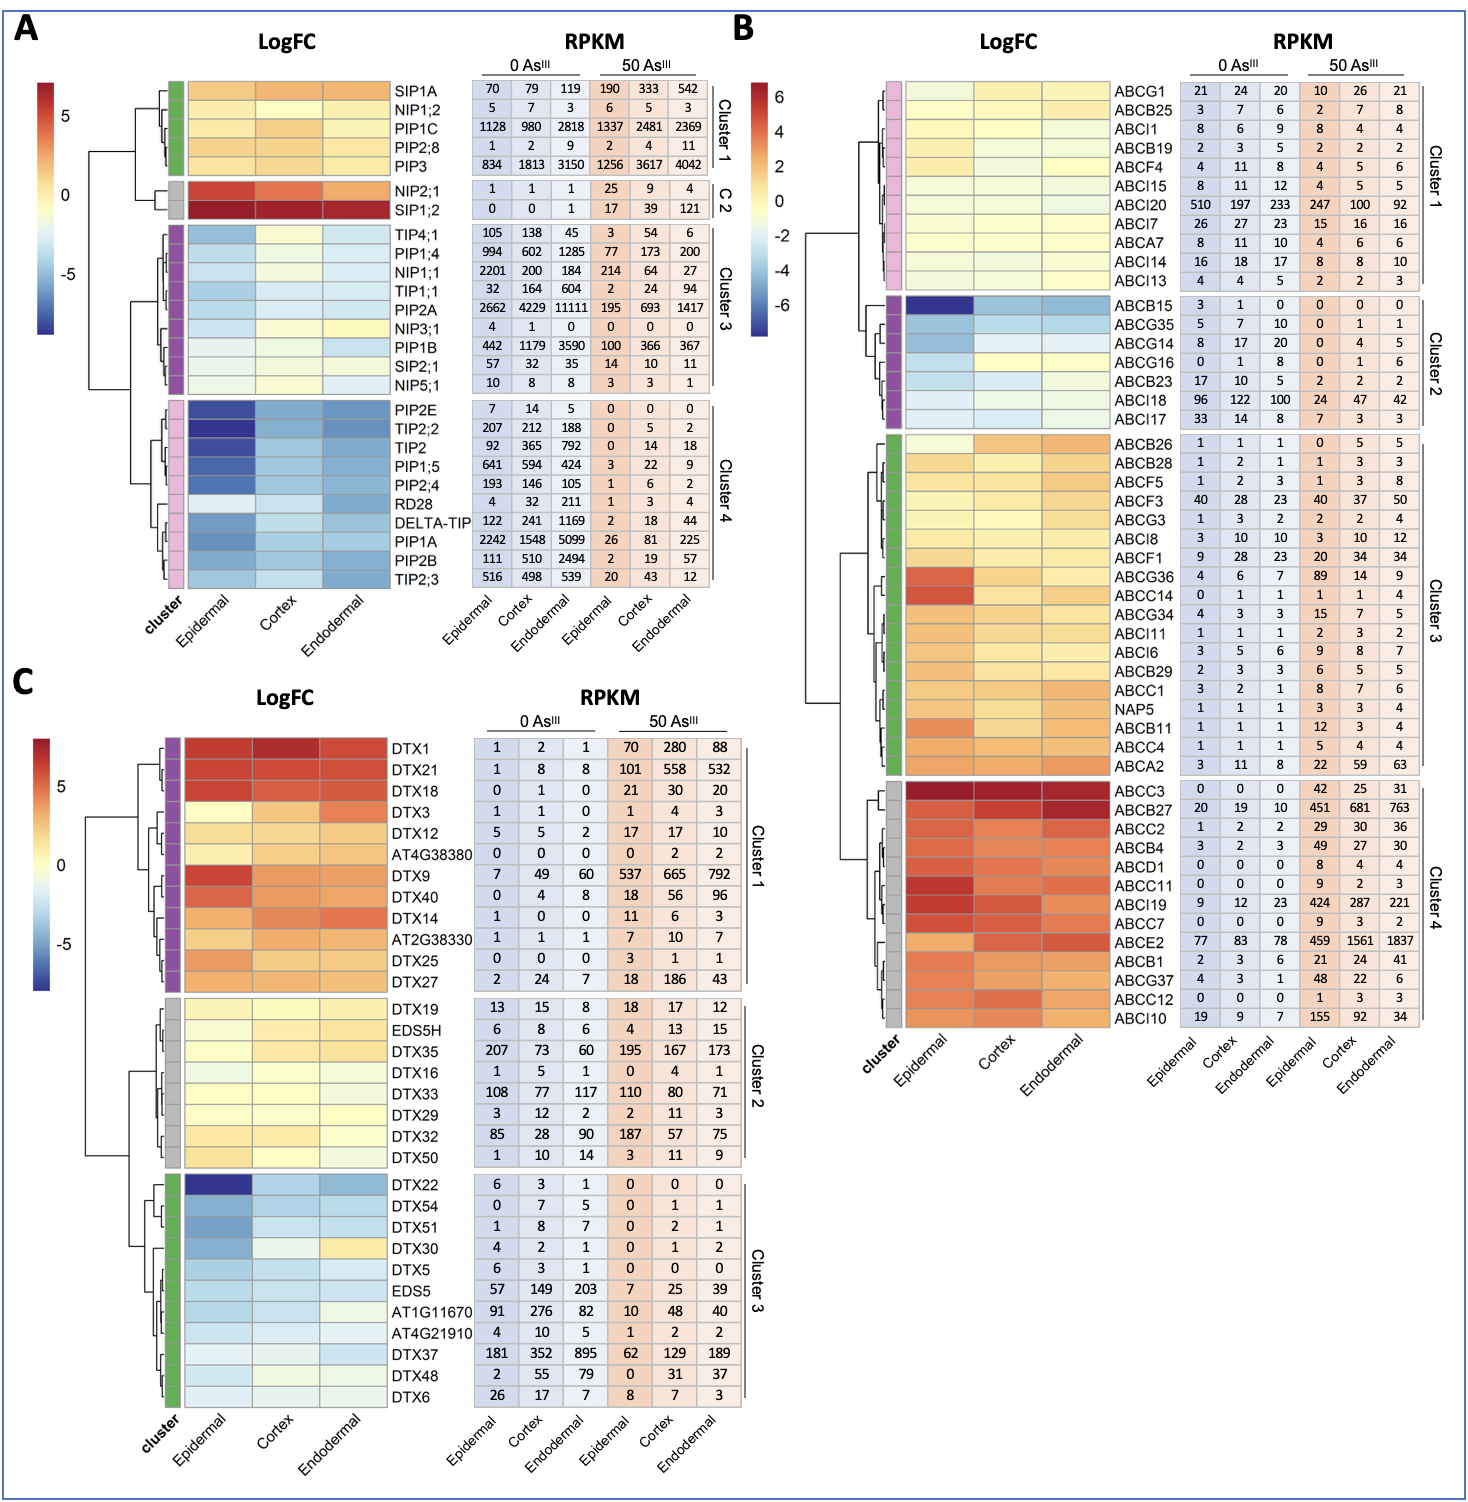 A
LogFC
RPKM
0 AsIII
50 AsIII
5
0
-5
SIP1A 70 79 119 190 333 542
NIP1;2 5 7 3 6 5 3
PIP1C 1128 980 2818 1337 2481 2369
PIP2;8 1 2 9 2 4 11
PIP3 834 1813 3150 1256 3617 4042
Cluster 1
NIP2;1 1 1 1 25 9 4
SIP1;2 0 0 1 17 39 121
C 2
TIP4;1 105 138 45 3 54 6
PIP1;4 994 602 1285 77 173 200
NIP1;1 2201 200 184 214 64 27
TIP1;1 32 164 604 2 24 94
PIP2A 2662 4229 11111 195 693 1417
NIP3;1 4 1 0 0 0 0
PIP1B 442 1179 3590 100 366 367
SIP2;1 57 32 35 14 10 11
NIP5;1 10 8 8 3 3 1
Cluster 3
PIP2E 7 14 5 0 0 0
TIP2;2 207 212 188 0 5 2
TIP2 92 365 792 0 14 18
PIP1;5 641 594 424 3 22 9
PIP2;4 193 146 105 1 6 2
RD28 4 32 211 1 3 4
DELTA-TIP 122 241 1169 2 18 44
PIP1A 2242 1548 5099 26 81 225
PIP2B 111 510 2494 2 19 57
TIP2;3 516 498 539 20 43 12
Cluster 4
cluster Epidermal Cortex Endodermal
Epidermal Cortex Endodermal Epidermal Cortex Endodermal
B
LogFC
RPKM
0 AsIII
50 AsIII
6
4
2
0
-2
-4
-6
ABCG1 21 24 20 10 26 21
ABCB25 3 7 6 2 7 8
ABCI1 8 6 9 8 4 4
ABCB19 2 3 5 2 2 2
ABCF4 4 11 8 4 5 6
ABCI15 8 11 12 4 5 5
ABCI20 510 197 233 247 100 92
ABCI7 26 27 23 15 16 16
ABCA7 8 11 10 4 6 6
ABCI14 16 18 17 8 8 10
ABCI13 4 4 5 2 2 3
Cluster 1
ABCB15 3 1 0 0 0 0
ABCG35 5 7 10 0 1 1
ABCG14 8 17 20 0 4 5
ABCG16 0 1 8 0 1 6
ABCB23 17 10 5 2 2 2
ABCI18 96 122 100 24 47 42
ABCI17 33 14 8 7 3 3
Cluster 2
ABCB26 1 1 1 0 5 5
ABCB28 1 2 1 1 3 3
ABCF5 1 2 3 1 3 8
ABCF3 40 28 23 40 37 50
ABCG3 1 3 2 2 2 4
ABCI8 3 10 10 3 10 12
ABCF1 9 28 23 20 34 34
ABCG36 4 6 7 89 14 9
ABCC14 0 1 1 1 1 4
ABCG34 4 3 3 15 7 5
ABCI11 1 1 1 2 3 2
ABCI6 3 5 6 9 8 7
ABCB29 2 3 3 6 5 5
ABCC1 3 2 1 8 7 6
NAP5 1 1 1 3 3 4
ABCB11 1 1 1 12 3 4
ABCC4 1 1 1 5 4 4
ABCA2 3 11 8 22 59 63
Cluster 3
ABCC3 0 0 0 42 25 31
ABCB27 20 19 10 451 681 763
ABCC2 1 2 2 29 30 36
ABCB4 3 2 3 49 27 30
ABCD1 0 0 0 8 4 4
ABCC11 0 0 0 9 2 3
ABCI19 9 12 23 424 287 221
ABCC7 0 0 0 9 3 2
ABCE2 77 83 78 459 1561 1837
ABCB1 2 3 6 21 24 41
ABCG37 4 3 1 48 22 6
ABCC12 0 0 0 1 3 3
ABCI10 19 9 7 155 92 34
Cluster 4
cluster Epidermal Cortex Endodermal
Epidermal Cortex Endodermal Epidermal Cortex Endodermal
C
LogFC
RPKM
0 AsIII
50 AsIII
5
0
-5
DTX1 1 2 1 70 280 88
DTX21 1 8 8 101 558 532
DTX18 0 1 0 21 30 20
DTX3 1 1 0 1 4 3
DTX12 5 5 2 17 17 10
AT4G38380 0 0 0 0 2 2
DTX9 7 49 60 537 665 792
DTX40 0 4 8 18 56 96
DTX14 1 0 0 11 6 3
AT2G38330 1 1 1 7 10 7
DTX25 0 0 0 3 1 1
DTX27 2 24 7 18 186 43
Cluster 1
DTX19 13 15 8 18 17 12
EDS5H 6 8 6 4 13 15
DTX35 207 73 60 195 167 173
DTX16 1 5 1 0 4 1
DTX33 108 77 117 110 80 71
DTX29 3 12 2 2 11 3
DTX32 85 28 90 187 57 75
DTX50 1 10 14 3 11 9
Cluster 2
DTX22 6 3 1 0 0 0
DTX54 0 7 5 0 1 1
DTX51 1 8 7 0 2 1
DTX30 4 2 1 0 1 2
DTX5 6 3 1 0 0 0
EDS5 57 149 203 7 25 39
AT1G11670 91 276 82 10 48 40
AT4G21910 4 10 5 1 2 2
DTX37 181 352 895 62 129 189
DTX48 2 55 79 0 31 37
DTX6 26 17 7 8 7 3
Cluster 3
cluster Epidermal Cortex Endodermal
Epidermal Cortex Endodermal Epidermal Cortex Endodermal